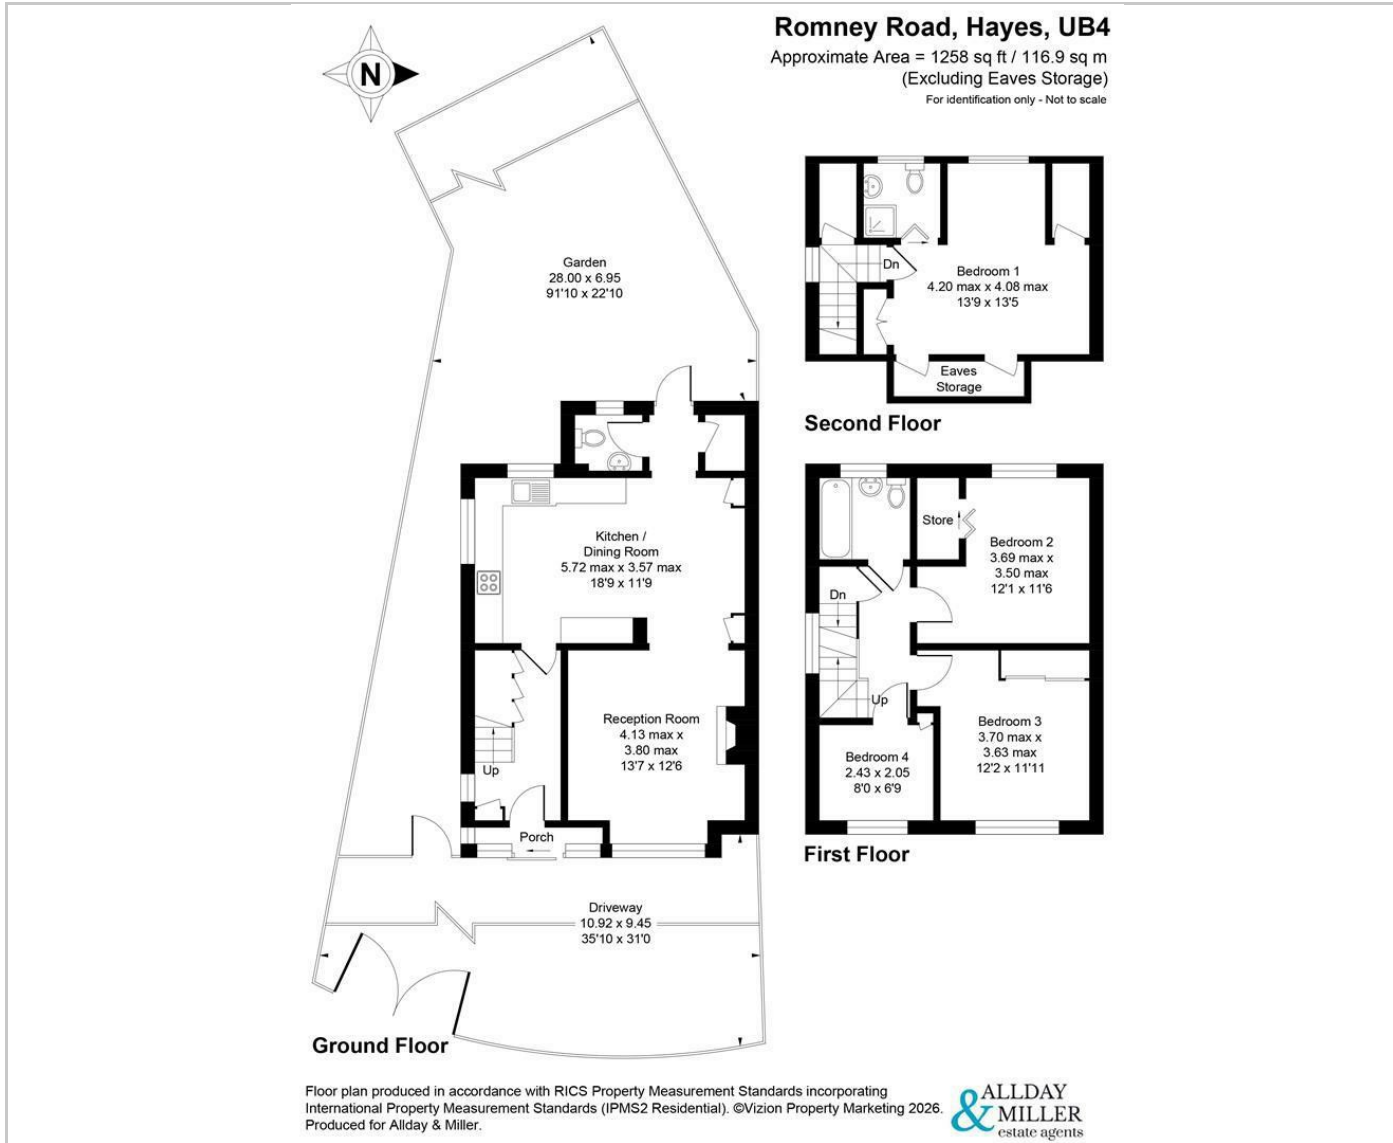 Romney Road, Hayes, UB4
Approximate Area = 1258 sq ft / 116.9 sq m
(Excluding Eaves Storage)
For identification only - Not to scale
N
Garden
28.00 x 6.95
91'10 x 22'10
Dn
Bedroom 1
4.20 max x 4.08 max
13'9 x 13'5
Eaves
Storage
Second Floor
Kitchen /
Dining Room
5.72 max x 3.57 max
18'9 x 11'9
Store
Bedroom 2
3.69 max x
3.50 max
12'1 x 11'6
Dn
Up
Bedroom 3
3.70 max x
3.63 max
12'2 x 11'11
Bedroom 4
2.43 x 2.05
8'0 x 6'9
First Floor
Reception Room
4.13 max x
3.80 max
13'7 x 12'6
Up
Porch
Driveway
10.92 x 9.45
35'10 x 31'0
Ground Floor
Floor plan produced in accordance with RICS Property Measurement Standards incorporating
International Property Measurement Standards (IPMS2 Residential). ©Vizion Property Marketing 2026.
Produced for Allday & Miller.
ALLDAY
& MILLER
estate agents